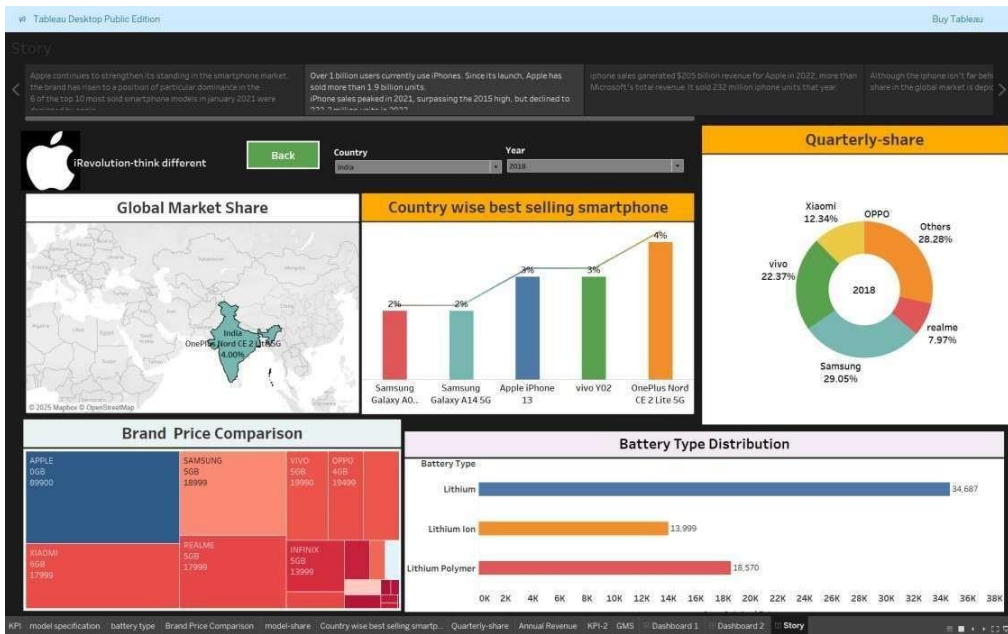 Tableau Desktop Public Edition
Buy Tableau
Story
Apple continues to strengthen its standing in the smartphone market.
the brand has risen to a position of particular dominance in the
6 of the top 10 most sold smartphone models in january 2021 were
Over 1 billion users currently use iPhones. Since its launch, Apple has
sold more than 1.9 billion units.
iPhone sales peaked in 2021, surpassing the 2015 high, but declined to
iphone sales generated $205 billion revenue for Apple in 2022, more than
Microsoft's total revenue. It sold 232 million iphone units that year.
Although the iphone isn't far
share in the global market is
iRevolution-think different
Back
Country
India
Year
2018
Quarterly-share
Xiaomi
12.34%
OPPO
Others
28.28%
vivo
22.37%
2018
realme
7.97%
Samsung
29.05%
Global Market Share
India
OnePlus Nord CE 2 Lite 5G
4.00%
© 2025 Mapbox © OpenStreetMap
Country wise best selling smartphone
2%
2%
3%
3%
4%
Samsung
Galaxy A0..
Samsung
Galaxy A14 5G
Apple iPhone
13
vivo Y02
OnePlus Nord
CE 2 Lite 5G
Brand Price Comparison
APPLE
0GB
89900
SAMSUNG
5GB
18999
VIVO
5GB
19990
OPPO
4GB
19499
XIAOMI
6GB
17999
REALME
5GB
17999
INFINIX
5GB
13999
Battery Type Distribution
Battery Type
Lithium
34,687
Lithium Ion
13,999
Lithium Polymer
18,570
0K 2K 4K 6K 8K 10K 12K 14K 16K 18K 20K 22K 24K 26K 28K 30K 32K 34K 36K 38K
KPI model specification battery type Brand Price Comparison model-share Country wise best selling smartp... Quarterly-share Annual Revenue KPI-2 GMS Dashboard 1 Dashboard 2 Story